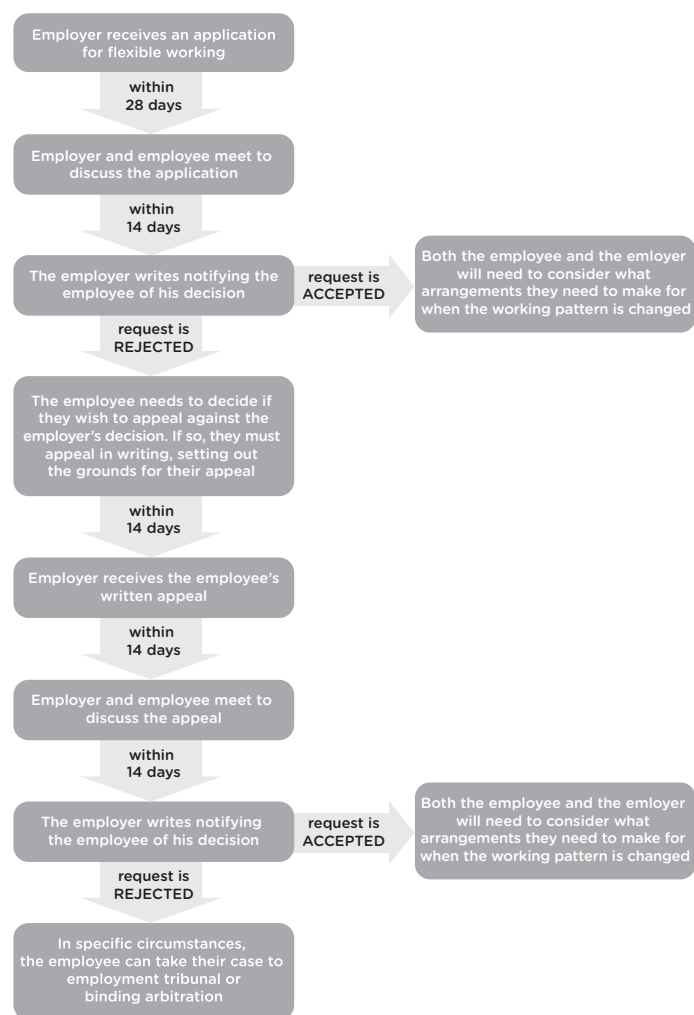 Employer receives an application
for flexible working
within
28 days
Employer and employee meet to
discuss the application
within
14 days
The employer writes notifying the
employee of his decision
request is
ACCEPTED
Both the employee and the emloyer
will need to consider what
arrangements they need to make for
when the working pattern is changed
request is
REJECTED
The employee needs to decide if
they wish to appeal against the
employer’s decision. If so, they must
appeal in writing, setting out
the grounds for their appeal
within
14 days
Employer receives the employee’s
written appeal
within
14 days
Employer and employee meet to
discuss the appeal
within
14 days
The employer writes notifying
the employee of his decision
request is
ACCEPTED
Both the employee and the emloyer
will need to consider what
arrangements they need to make for
when the working pattern is changed
request is
REJECTED
In specific circumstances,
the employee can take their case to
employment tribunal or
binding arbitration